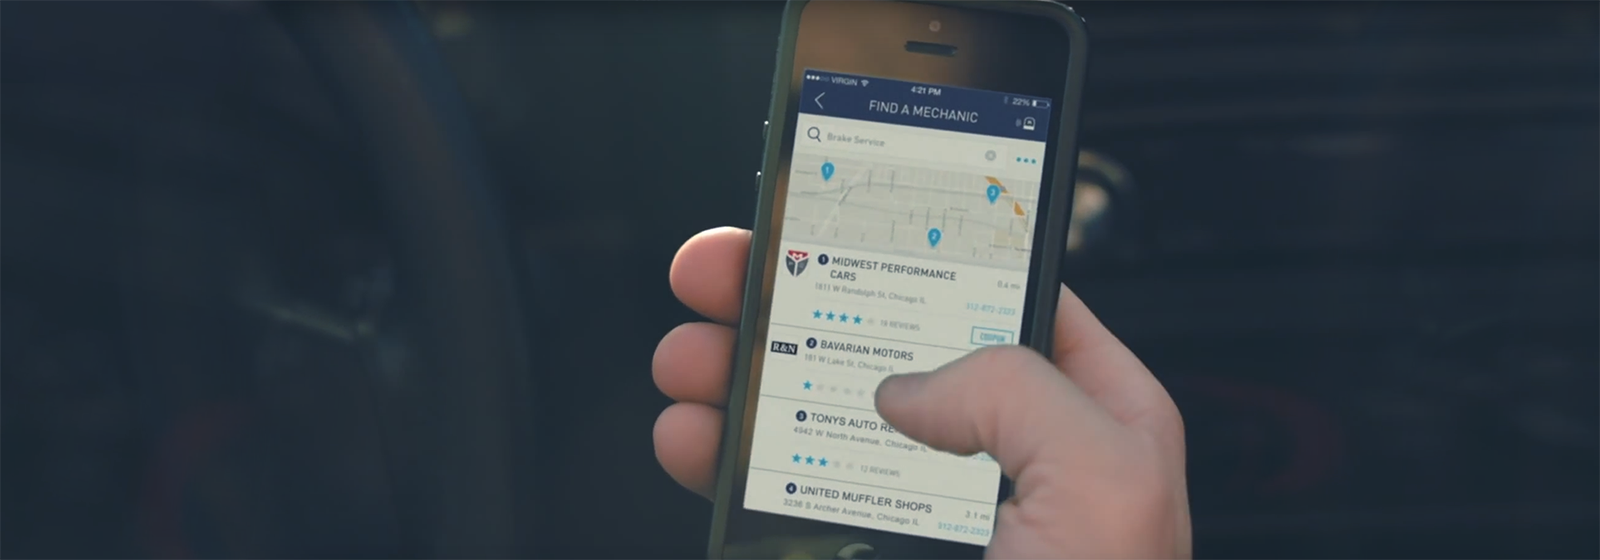 VIRGIN
4:21 PM
22%
FIND A MECHANIC
Brake Service
1
3
2
1 MIDWEST PERFORMANCE
CARS
0.4 mi
1811 W Randolph St, Chicago IL
312-872-2323
18 REVIEWS
COUPON
R&N
2 BAVARIAN MOTORS
191 W Lake St, Chicago IL
3 TONYS AUTO RE
4942 W North Avenue, Chicago IL
12 REVIEWS
4 UNITED MUFFLER SHOPS
3.1 mi
3236 S Archer Avenue, Chicago IL
312-872-2323